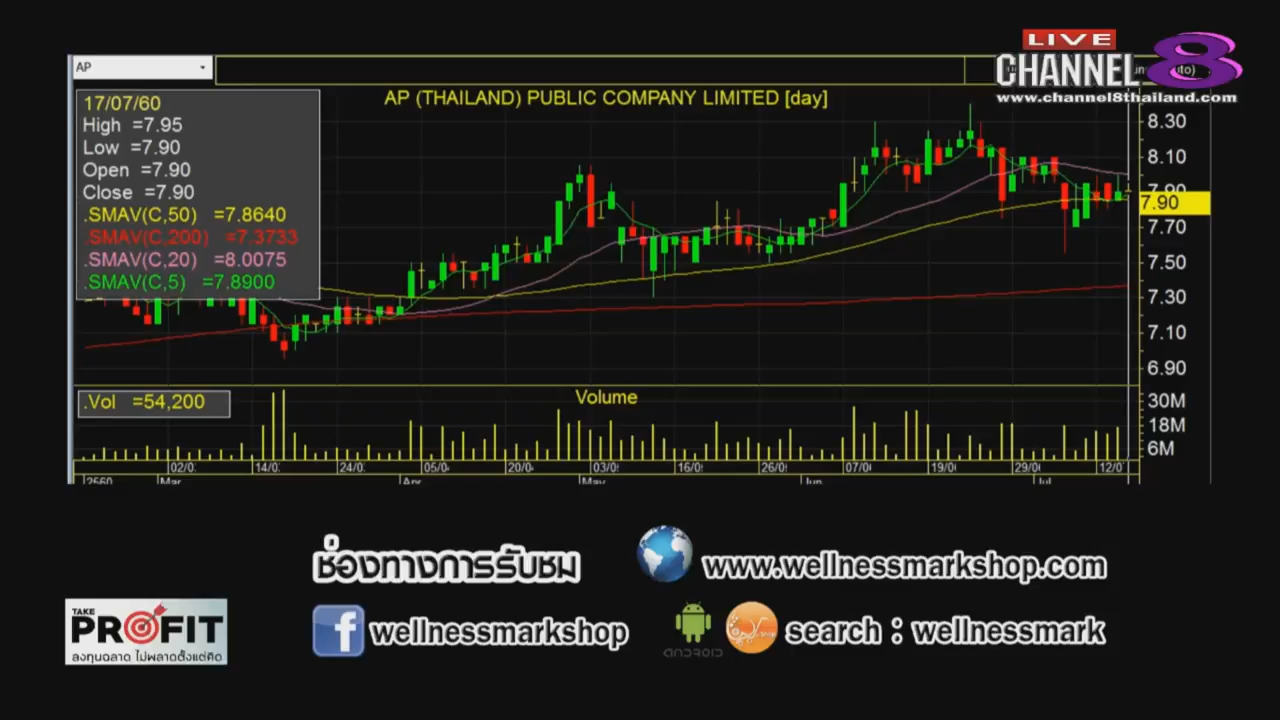 LIVE
CHANNEL 8
www.channel8thailand.com
AP
AP (THAILAND) PUBLIC COMPANY LIMITED [day]
17/07/60
High =7.95
Low =7.90
Open =7.90
Close =7.90
.SMAV(C,50) =7.8640
.SMAV(C,200) =7.3733
.SMAV(C,20) =8.0075
.SMAV(C,5) =7.8900
8.30
8.10
7.90
7.90
7.70
7.50
7.30
7.10
6.90
.Vol =54,200
Volume
30M
18M
6M
02/0 14/0 24/0 05/0 20/0 03/0 16/0 26/0 07/0 19/0 29/0 12/0
2560 Mar Apr May Jun Jul
ช่องทางการรับชม
www.wellnessmarkshop.com
TAKE
PROFIT
ลงทุนฉลาด ไม่พลาดตั้งแต่คิด
wellnessmarkshop
ANDROID
search : wellnessmark